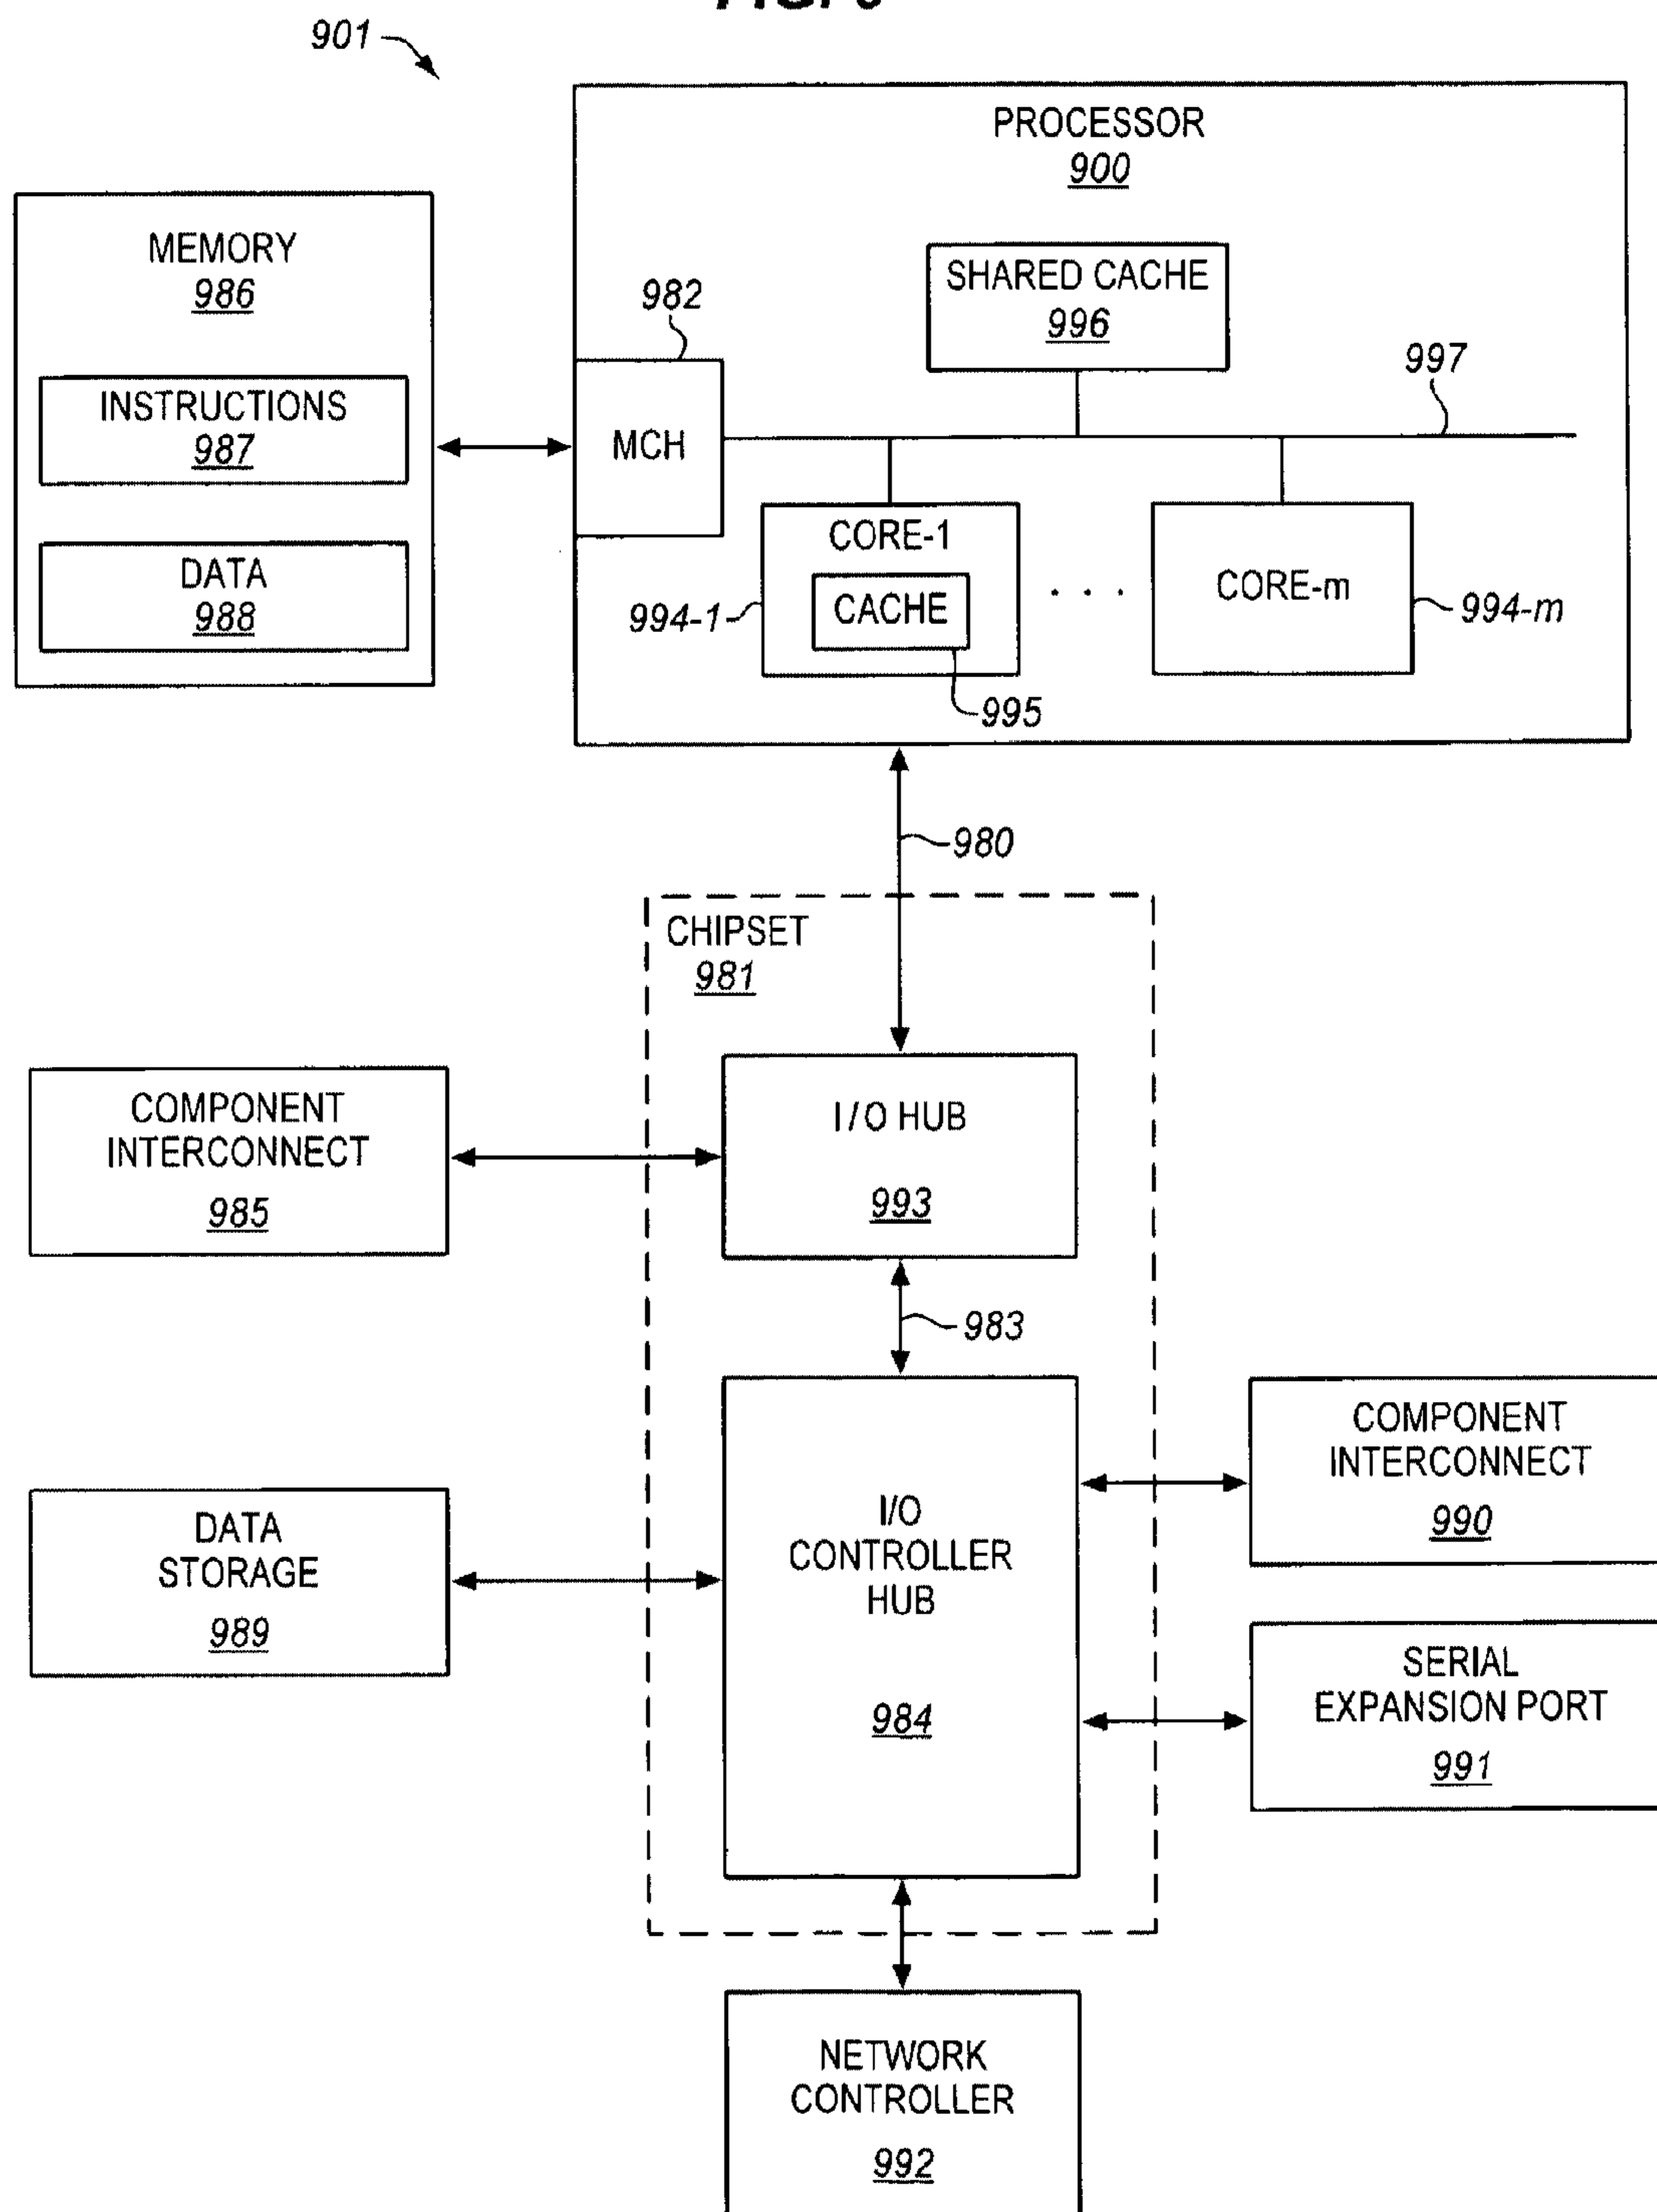 901
PROCESSOR
900
MEMORY
986
SHARED CACHE
996
982
997
INSTRUCTIONS
987
MCH
CORE-1
CACHE
994-1
995
. . .
CORE-m
994-m
DATA
988
980
CHIPSET
981
I/O HUB
993
COMPONENT
INTERCONNECT
985
983
I/O
CONTROLLER
HUB
984
COMPONENT
INTERCONNECT
990
DATA
STORAGE
989
SERIAL
EXPANSION PORT
991
NETWORK
CONTROLLER
992